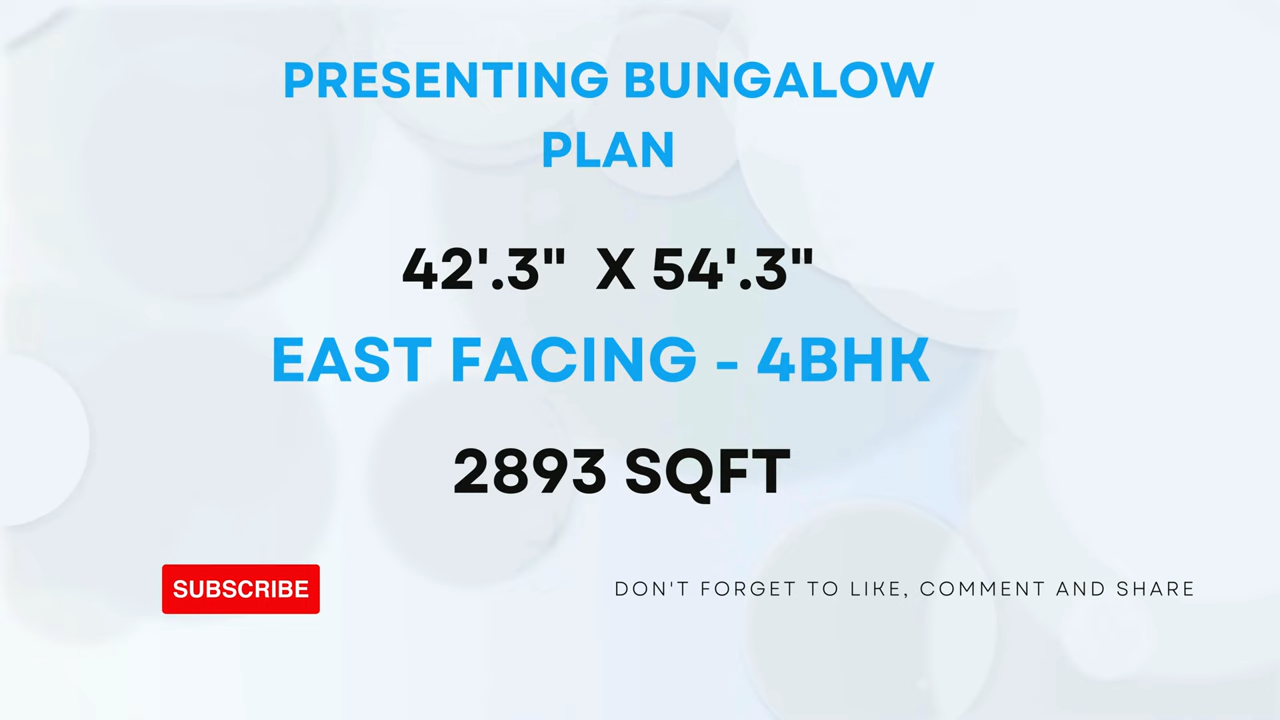 PRESENTING BUNGALOW
PLAN
42'.3" X 54'.3"
EAST FACING - 4BHK
2893 SQFT
SUBSCRIBE
DON'T FORGET TO LIKE, COMMENT AND SHARE